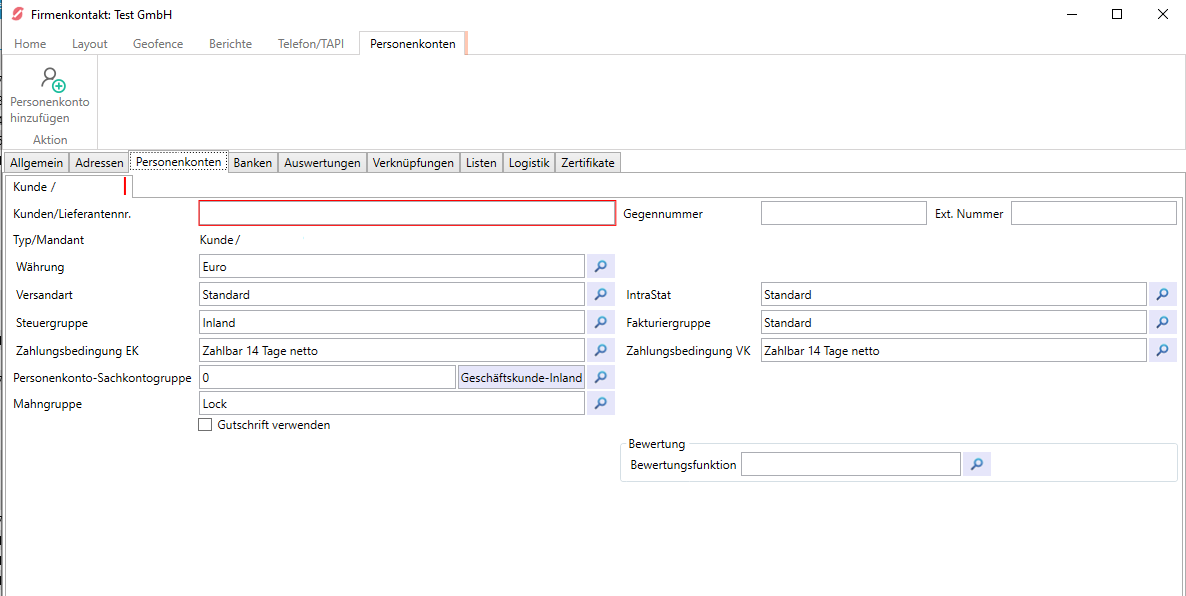 Firmenkontakt: Test GmbH
Home Layout Geofence Berichte Telefon/TAPI Personenkonten
Personenkonto
hinzufügen
Aktion
Allgemein Adressen Personenkonten Banken Auswertungen Verknüpfungen Listen Logistik Zertifikate
Kunde /
Kunden/Lieferantennr. Gegennummer Ext. Nummer
Typ/Mandant Kunde /
Währung Euro
Versandart Standard IntraStat Standard
Steuergruppe Inland Fakturiergruppe Standard
Zahlungsbedingung EK Zahlbar 14 Tage netto Zahlungsbedingung VK Zahlbar 14 Tage netto
Personenkonto-Sachkontogruppe 0 Geschäftskunde-Inland
Mahngruppe Lock
Gutschrift verwenden
Bewertung
Bewertungsfunktion